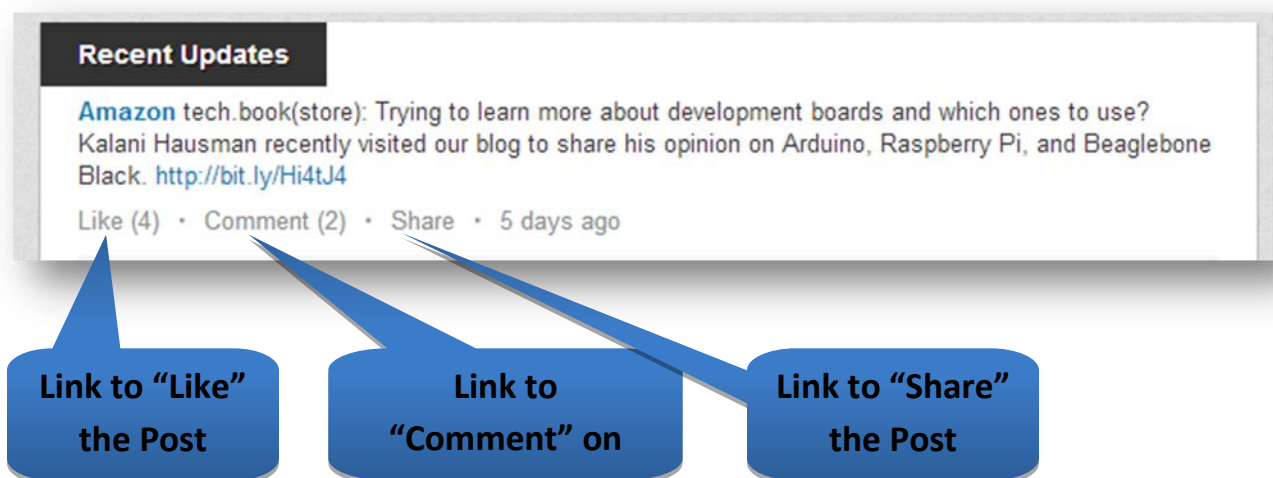 Recent Updates
Amazon tech.book(store): Trying to learn more about development boards and which ones to use?
Kalani Hausman recently visited our blog to share his opinion on Arduino, Raspberry Pi, and Beaglebone
Black. http://bit.ly/Hi4tJ4
Like (4) • Comment (2) • Share • 5 days ago
Link to “Like”
the Post
Link to
“Comment” on
Link to “Share”
the Post